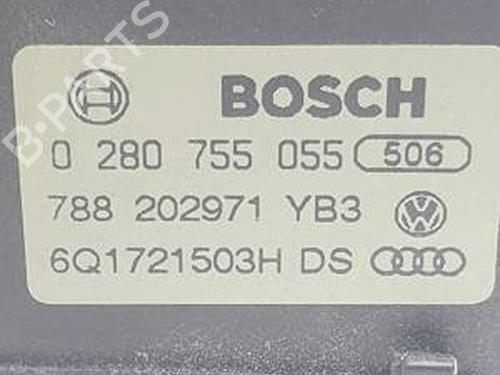 BOSCH
0 280 755 055 506
788 202971 YB3
6Q1721503H DS
B-PARTS